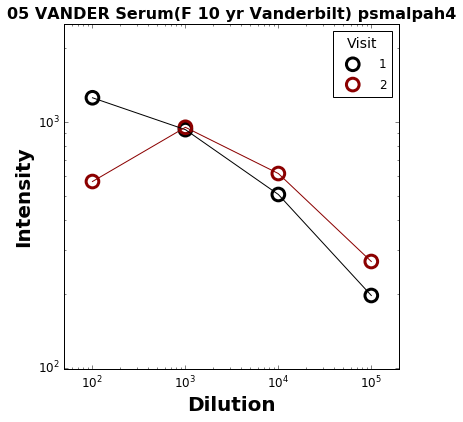 05 VANDER Serum(F 10 yr Vanderbilt) psmalpah4
Visit
1
2
10³
10²
Intensity
10² 10³ 10⁴ 10⁵
Dilution